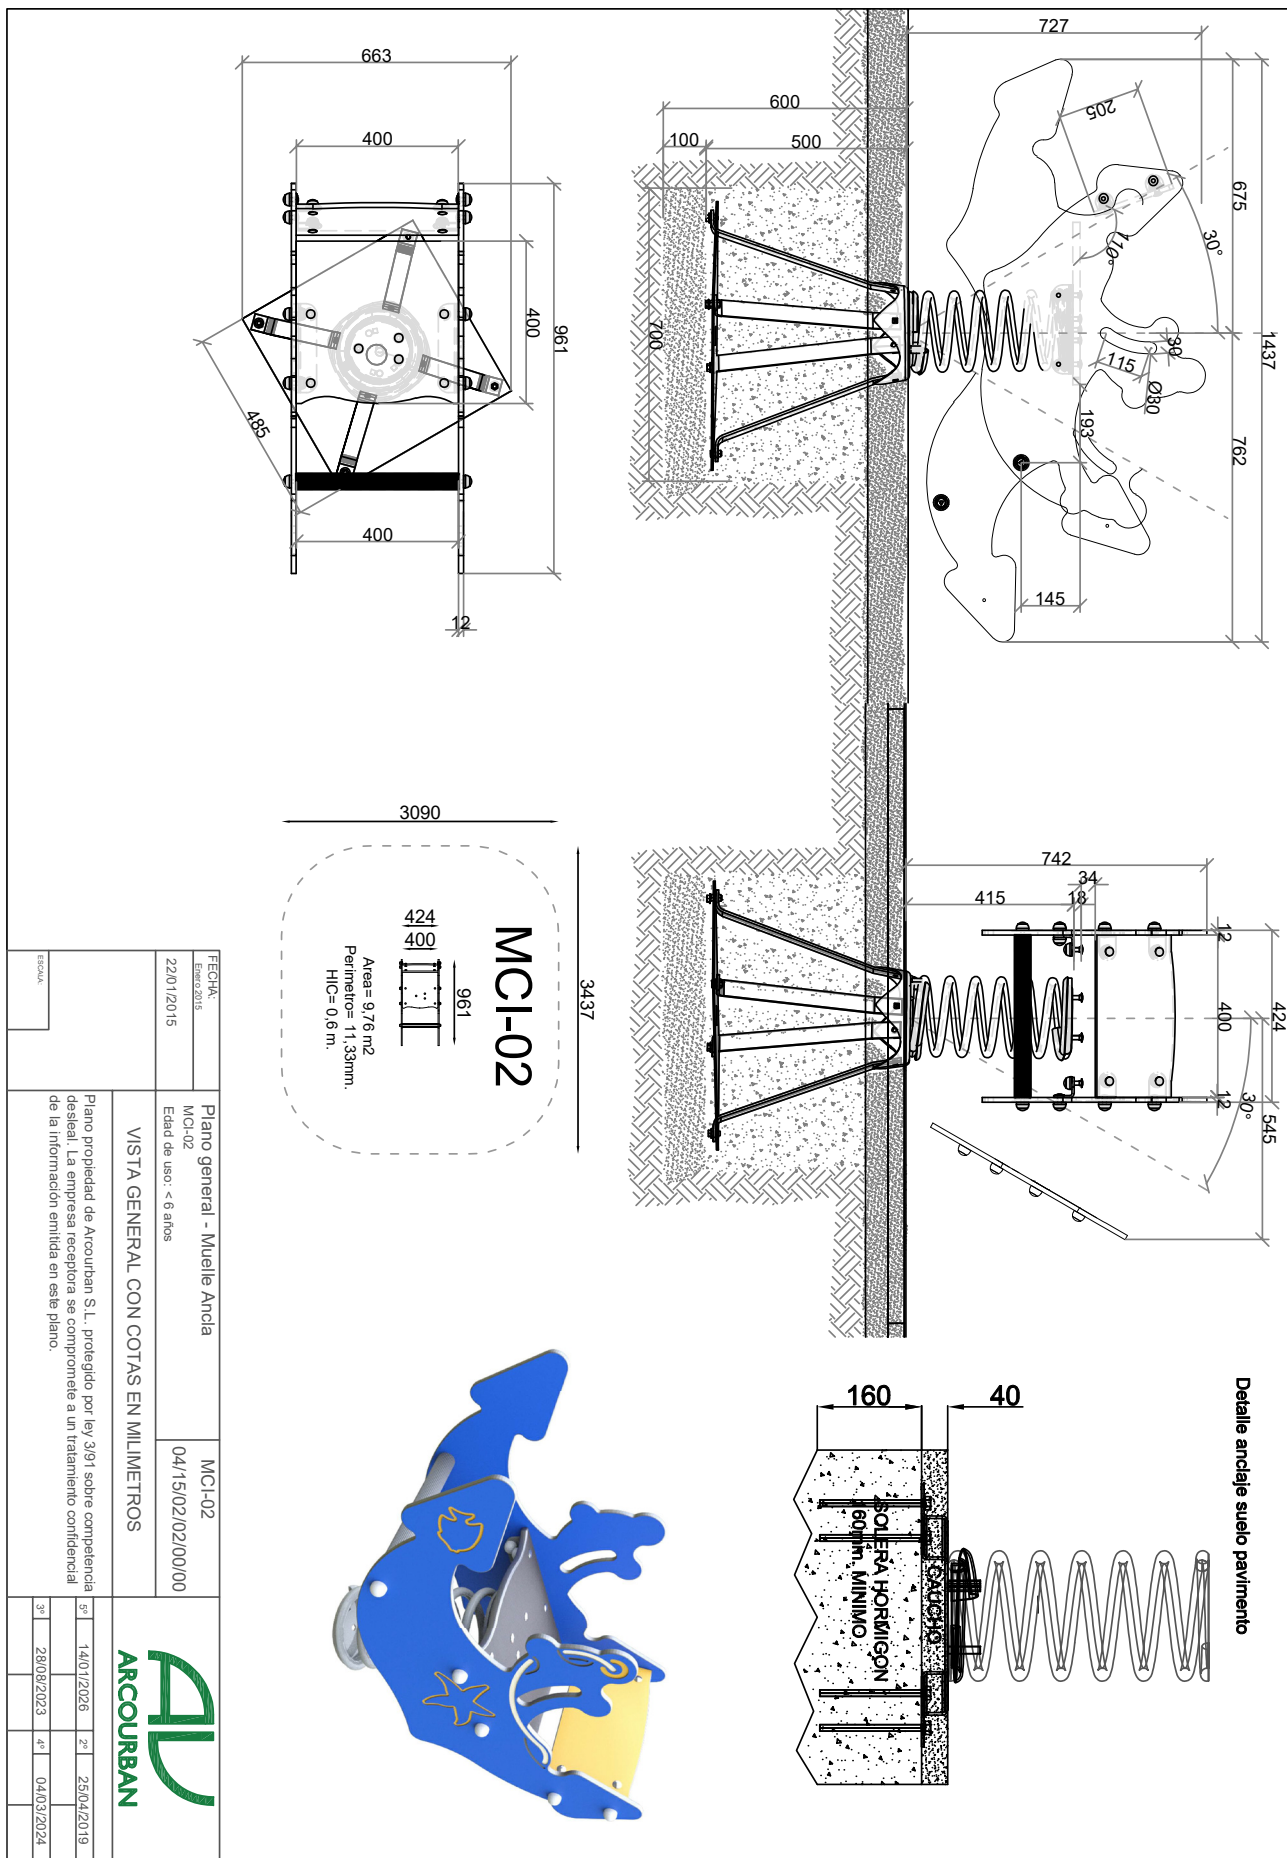 727
1437
675
762
205
110°
30°
30
115
Ø30
193
145
600
100
500
700
663
400
961
400
485
400
12
742
34
18
415
12
400
12
424
545
30°
Detalle anclaje suelo pavimento
160
40
CAUCHO
SOLERA HORMIGON
160mm. MINIMO
3437
3090
MCI-02
424
400
961
Area= 9,76 m2
Perimetro= 11,33mm.
HIC= 0,6 m.
FECHA:
Enero 2015
22/01/2015
ESCALA:
Plano general - Muelle Ancla
MCI-02
Edad de uso: < 6 años
MCI-02
04/15/02/02/00/00
VISTA GENERAL CON COTAS EN MILIMETROS
Plano propiedad de Arcourban S.L. protegido por ley 3/91 sobre competencia
desleal. La empresa receptora se compromete a un tratamiento confidencial
de la información emitida en este plano.
ARCOURBAN
5º 14/01/2026 2º 25/04/2019
3º 28/08/2023 4º 04/03/2024